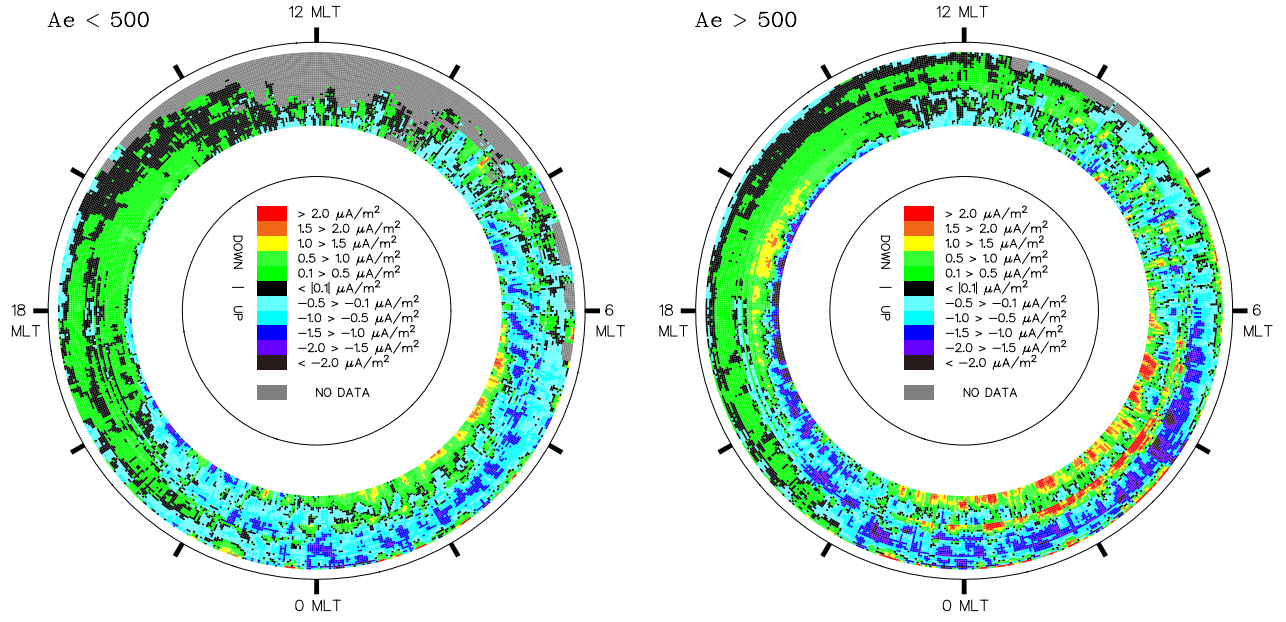 Ae < 500
12 MLT
> 2.0 μA/m²
1.5 > 2.0 μA/m²
1.0 > 1.5 μA/m²
0.5 > 1.0 μA/m²
0.1 > 0.5 μA/m²
< |0.1| μA/m²
−0.5 > −0.1 μA/m²
−1.0 > −0.5 μA/m²
−1.5 > −1.0 μA/m²
−2.0 > −1.5 μA/m²
< −2.0 μA/m²
DOWN | UP
NO DATA
18
MLT
6
MLT
0 MLT
Ae > 500
12 MLT
> 2.0 μA/m²
1.5 > 2.0 μA/m²
1.0 > 1.5 μA/m²
0.5 > 1.0 μA/m²
0.1 > 0.5 μA/m²
< |0.1| μA/m²
−0.5 > −0.1 μA/m²
−1.0 > −0.5 μA/m²
−1.5 > −1.0 μA/m²
−2.0 > −1.5 μA/m²
< −2.0 μA/m²
DOWN | UP
NO DATA
18
MLT
6
MLT
0 MLT